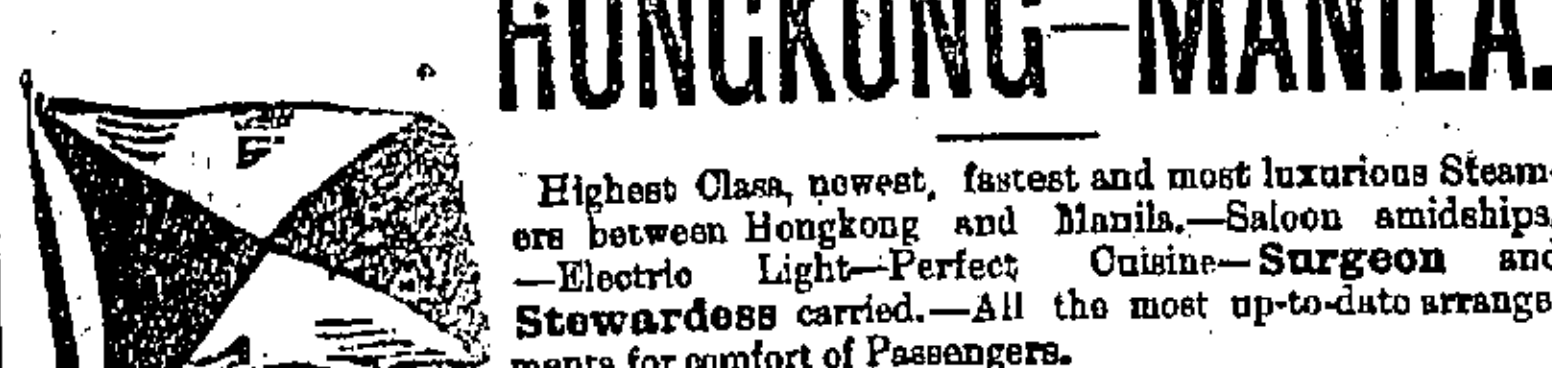 HONGKONG—MANILA.
Highest Class, newest, fastest and most luxurious Steam-
ers between Hongkong and Manila.—Saloon amidships.
—Electric Light—Perfect Cuisine—Surgeon and
Stewardess carried.—All the most up-to-date arrange
ments for comfort of Passengers.